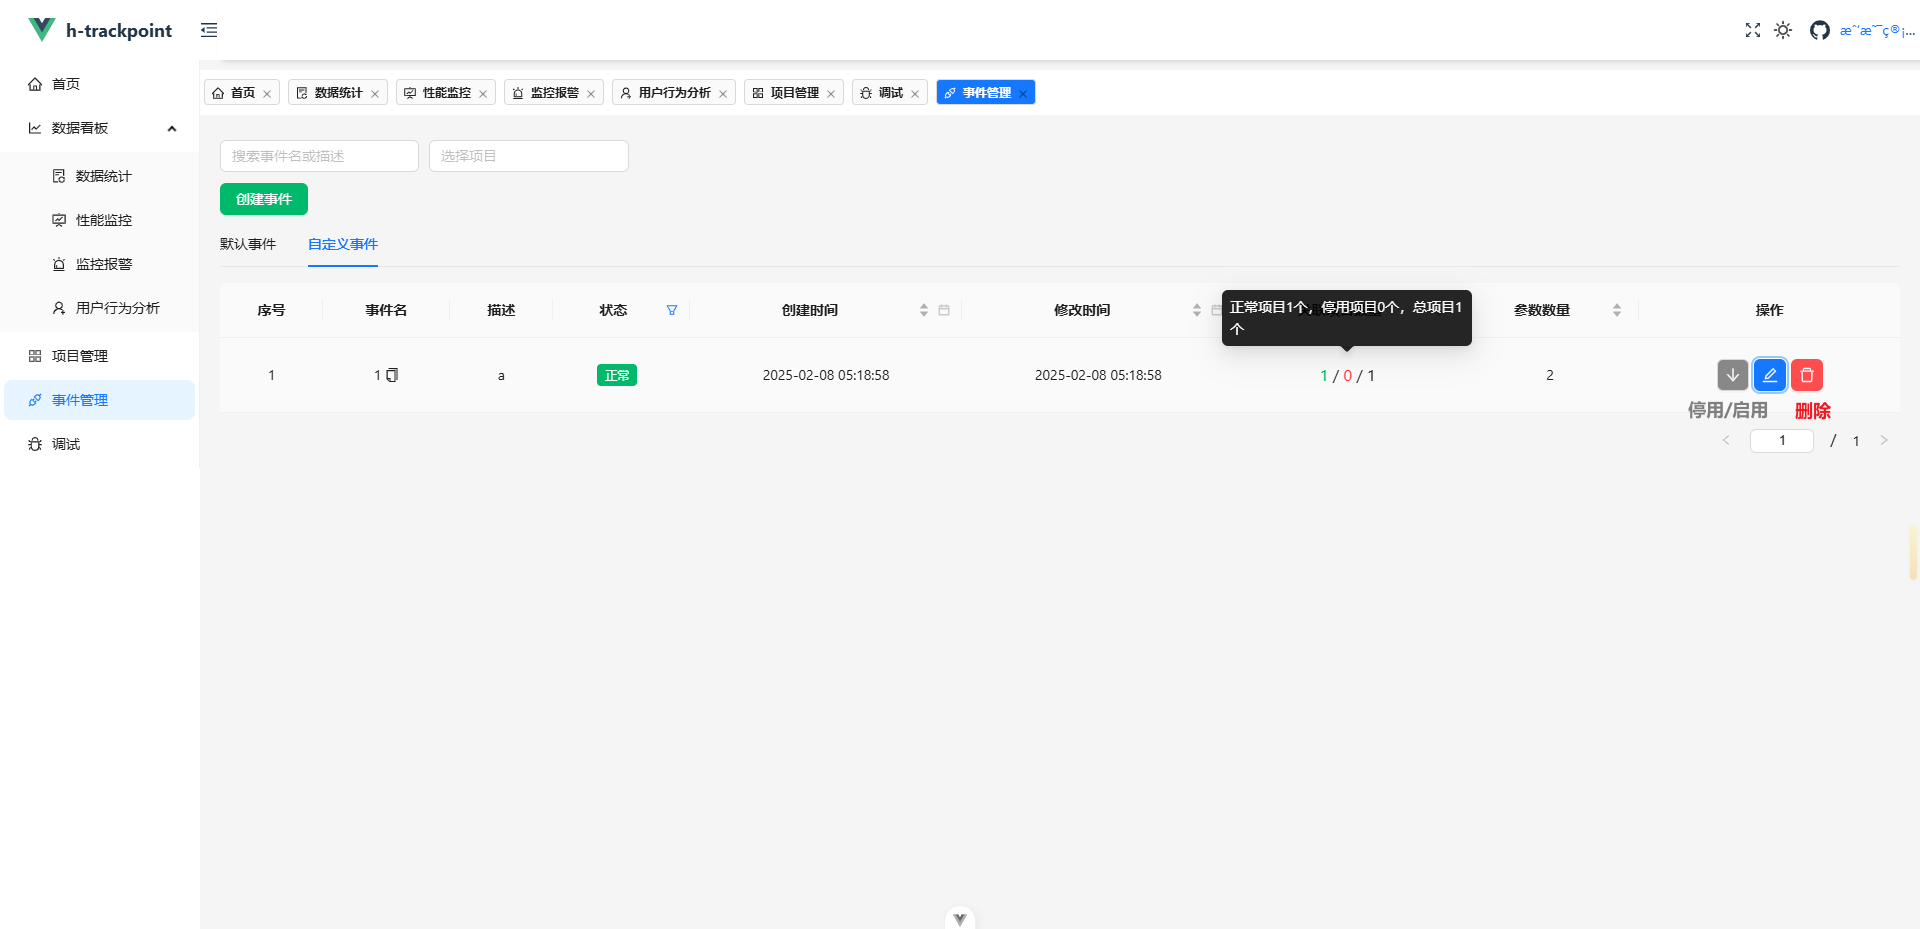 h-trackpoint
æˆ‘æ˜¯ç®¡...
首页
数据看板
数据统计
性能监控
监控报警
用户行为分析
项目管理
事件管理
调试
首页 数据统计 性能监控 监控报警 用户行为分析 项目管理 调试 事件管理
搜索事件名或描述 选择项目
创建事件
默认事件 自定义事件
序号 事件名 描述 状态 创建时间 修改时间 参数数量 操作
正常项目1个，停用项目0个，总项目1
个
1 1 a 正常 2025-02-08 05:18:58 2025-02-08 05:18:58 1 / 0 / 1 2
停用/启用 删除
1 / 1